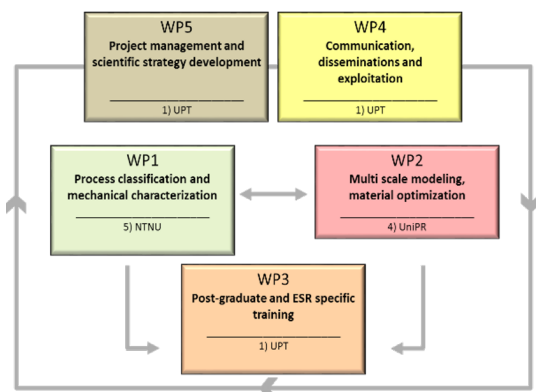 WP5
Project management and
scientific strategy development
1) UPT
WP4
Communication,
disseminations and
exploitation
1) UPT
WP1
Process classification and
mechanical characterization
5) NTNU
WP2
Multi scale modeling,
material optimization
4) UniPR
WP3
Post-graduate and ESR specific
training
1) UPT